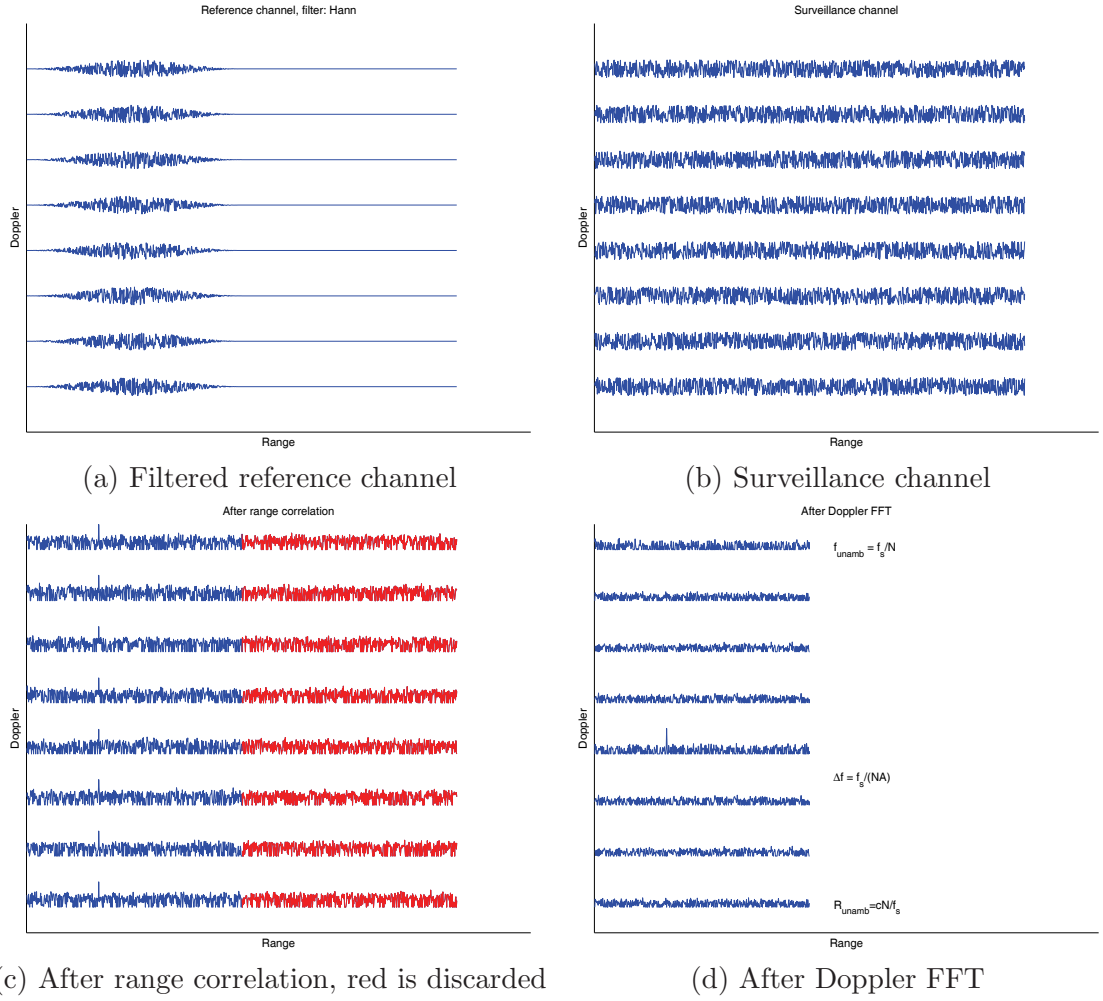 Reference channel, filter: Hann
Doppler
Range
(a) Filtered reference channel
Surveillance channel
Doppler
Range
(b) Surveillance channel
After range correlation
Doppler
Range
(c) After range correlation, red is discarded
After Doppler FFT
f_unamb = f_s/N
Δf = f_s/(NA)
R_unamb=cN/f_s
Doppler
Range
(d) After Doppler FFT